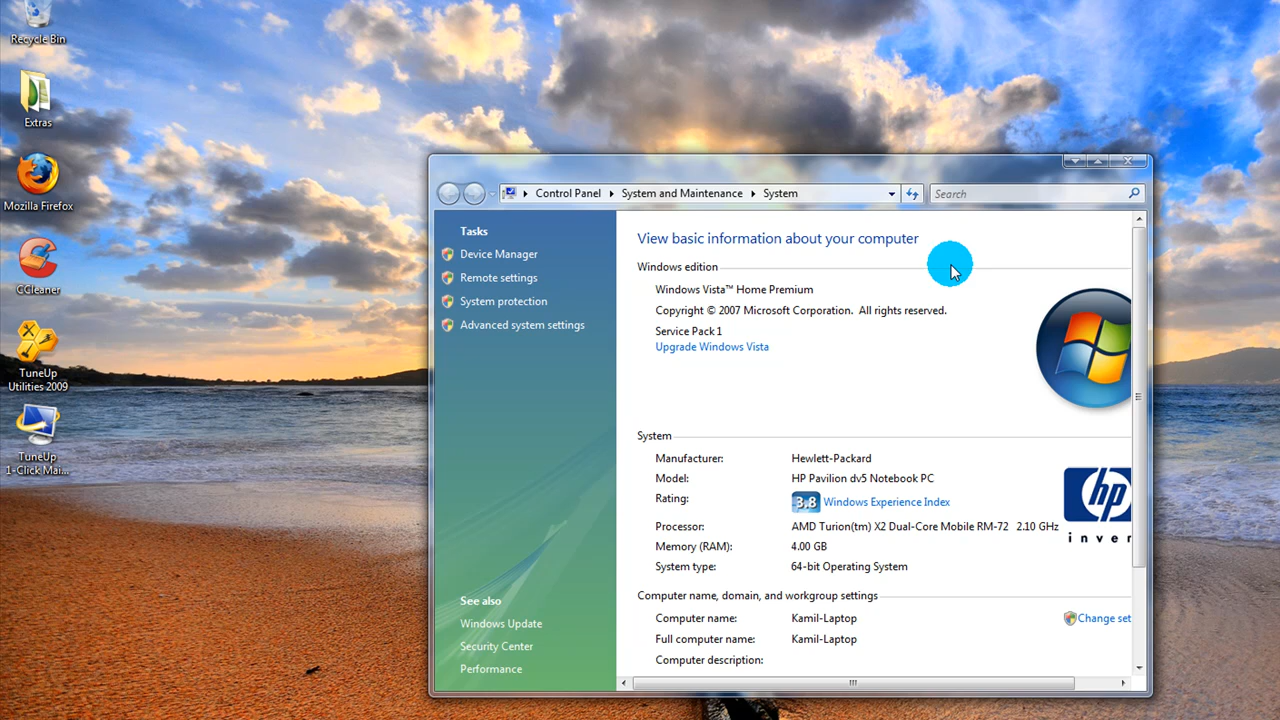 Recycle Bin
Extras
Mozilla Firefox
CCleaner
TuneUp
Utilities 2009
TuneUp
1-Click Mai...
Control Panel System and Maintenance System
Search
Tasks
Device Manager
Remote settings
System protection
Advanced system settings
See also
Windows Update
Security Center
Performance
View basic information about your computer
Windows edition
Windows Vista™ Home Premium
Copyright © 2007 Microsoft Corporation. All rights reserved.
Service Pack 1
Upgrade Windows Vista
System
Manufacturer: Hewlett-Packard
Model: HP Pavilion dv5 Notebook PC
Rating: 3.8 Windows Experience Index
Processor: AMD Turion(tm) X2 Dual-Core Mobile RM-72 2.10 GHz
Memory (RAM): 4.00 GB
System type: 64-bit Operating System
hp
inven
Computer name, domain, and workgroup settings
Computer name: Kamil-Laptop
Change set
Full computer name: Kamil-Laptop
Computer description: